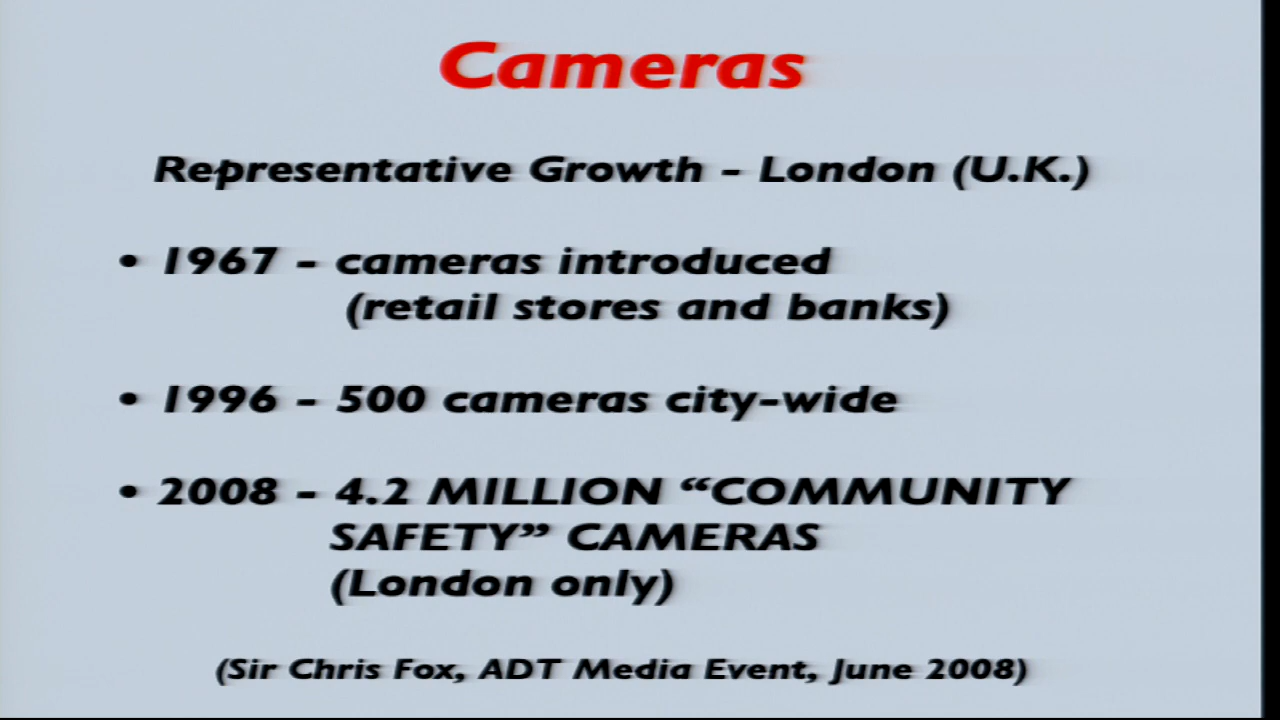 Cameras
Representative Growth - London (U.K.)
• 1967 - cameras introduced
(retail stores and banks)
• 1996 - 500 cameras city-wide
• 2008 - 4.2 MILLION “COMMUNITY
SAFETY” CAMERAS
(London only)
(Sir Chris Fox, ADT Media Event, June 2008)